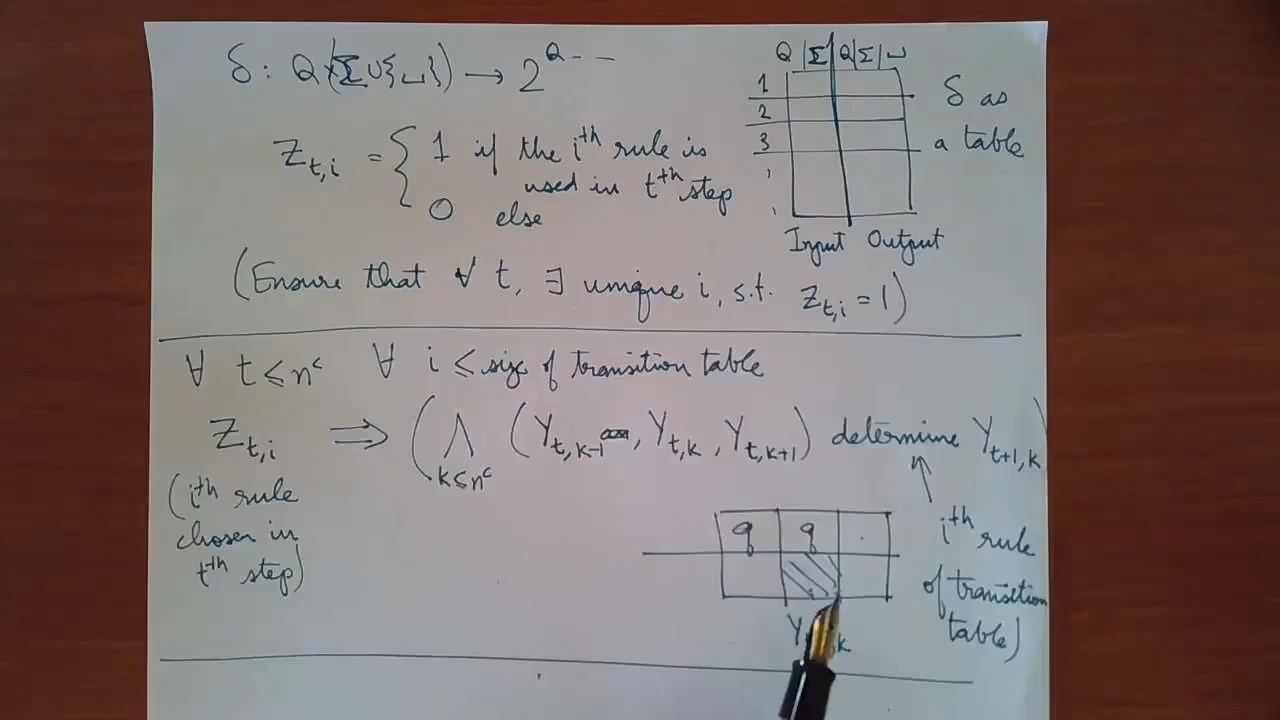 δ: Q×(Σ∪{⊔}) → 2^Q - -
Q | Σ | Q | Σ | ⊔
1
2
3
δ as
a table
Input Output
Z_{t,i} = { 1 if the i^th rule is
used in t^th step
0 else
(Ensure that ∀ t, ∃ unique i, s.t. Z_{t,i} = 1)
∀ t ≤ n^c ∀ i ≤ size of transition table
Z_{t,i} ⟹ ( ⋀_{k≤n^c} (Y_{t,k-1}, Y_{t,k}, Y_{t,k+1}) determine Y_{t+1,k}
(i^th rule
chosen in
t^th step)
q q .
Y k
i^th rule
of transition
table)